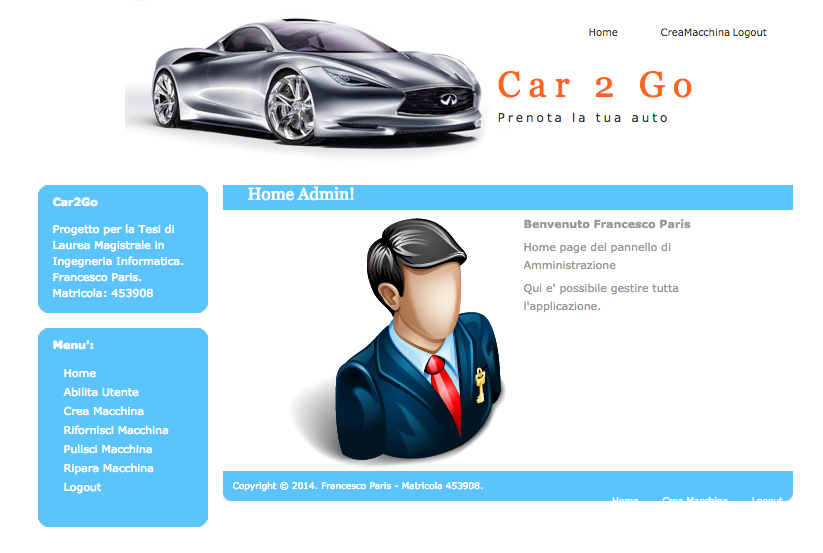 Home CreaMacchina Logout
Car 2 Go
Prenota la tua auto
Car2Go
Progetto per la Tesi di
Laurea Magistrale in
Ingegneria Informatica.
Francesco Paris.
Matricola: 453908
Menu':
Home
Abilita Utente
Crea Macchina
Rifornisci Macchina
Pulisci Macchina
Ripara Macchina
Logout
Home Admin!
Benvenuto Francesco Paris
Home page del pannello di
Amministrazione
Qui e' possibile gestire tutta
l'applicazione.
Copyright © 2014. Francesco Paris - Matricola 453908.
Home Crea Macchina Logout